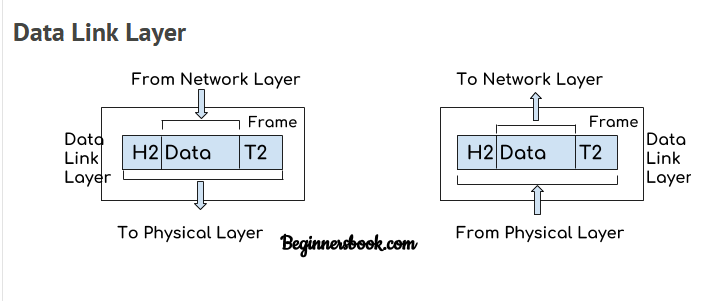 Data Link Layer
From Network Layer
Frame
Data
Link
Layer
H2 Data T2
To Physical Layer
To Network Layer
Frame
H2 Data T2
Data
Link
Layer
From Physical Layer
Beginnersbook.com